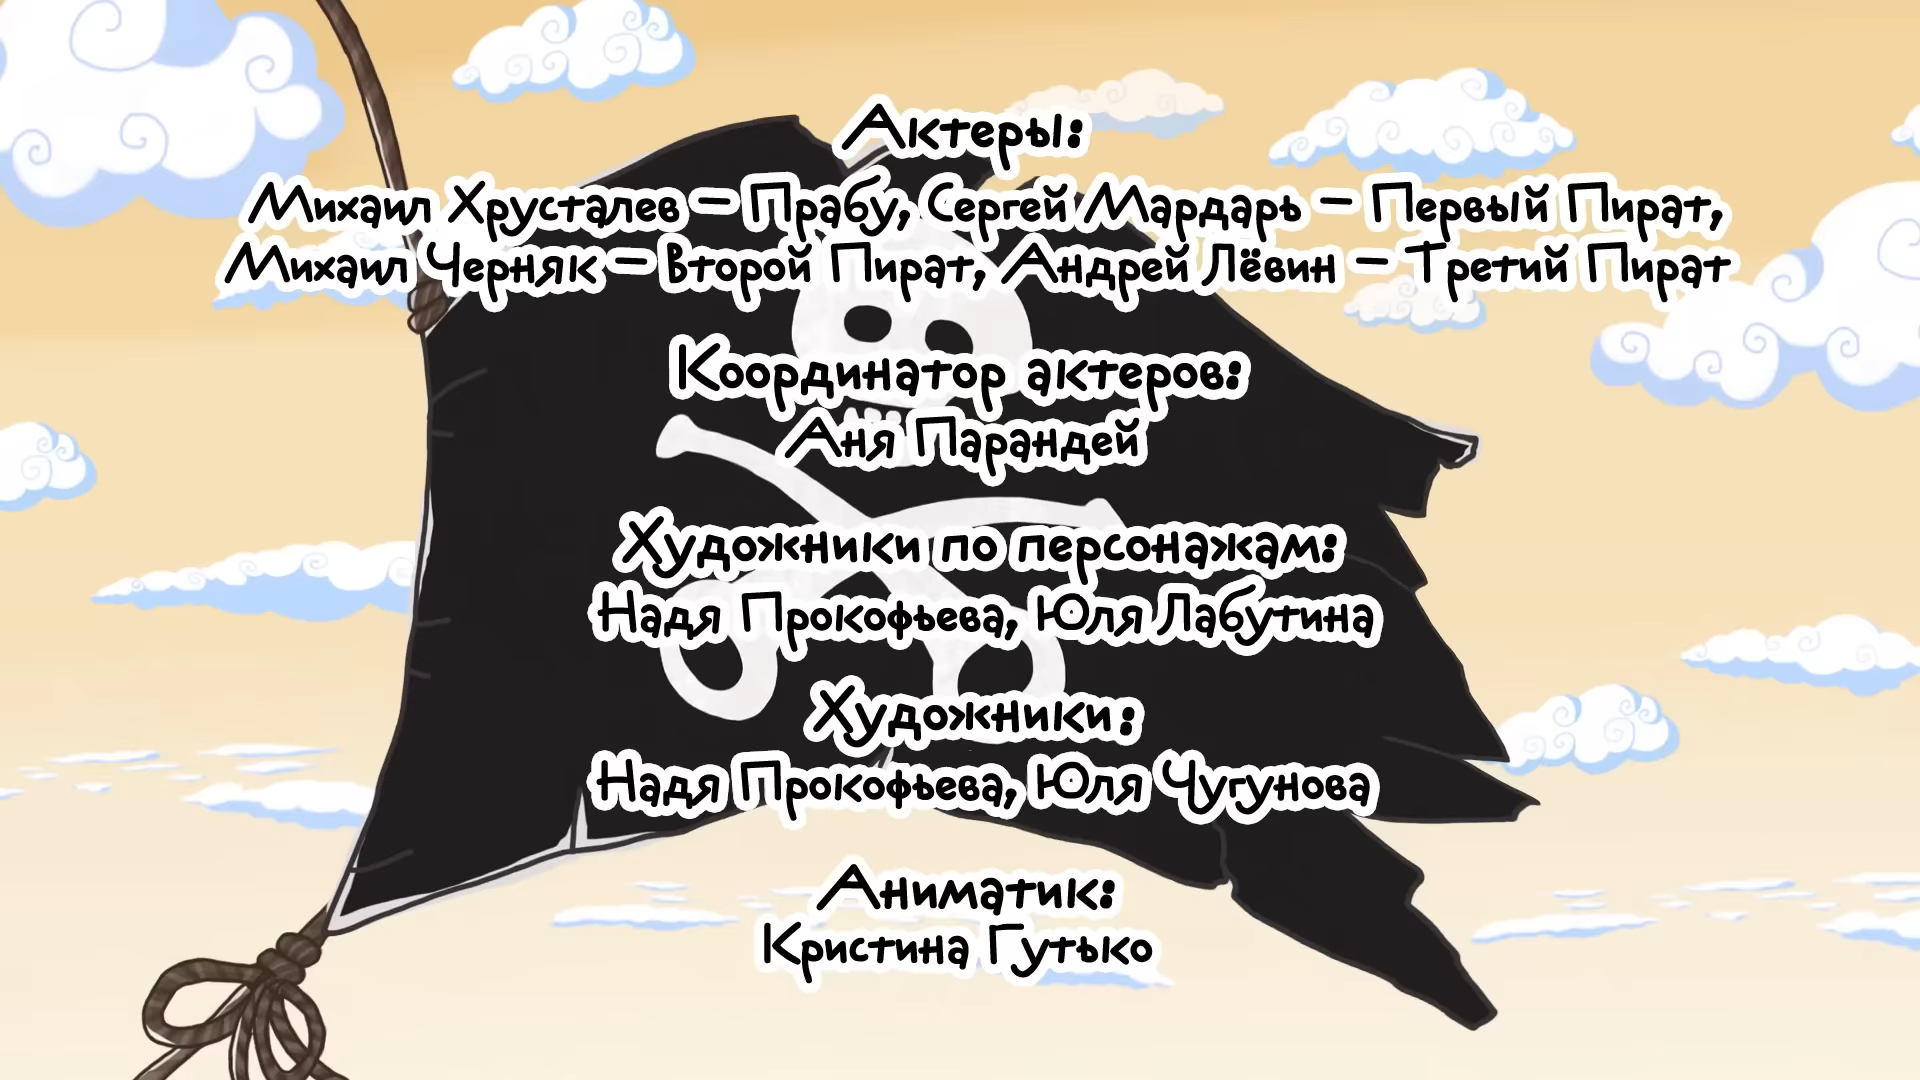 Актеры:
Михаил Хрусталев – Прабу, Сергей Мардарь – Первый Пират,
Михаил Черняк – Второй Пират, Андрей Лёвин – Третий Пират
Координатор актеров:
Аня Парандей
Художники по персонажам:
Надя Прокофьева, Юля Лабутина
Художники:
Надя Прокофьева, Юля Чугунова
Аниматик:
Кристина Гутько